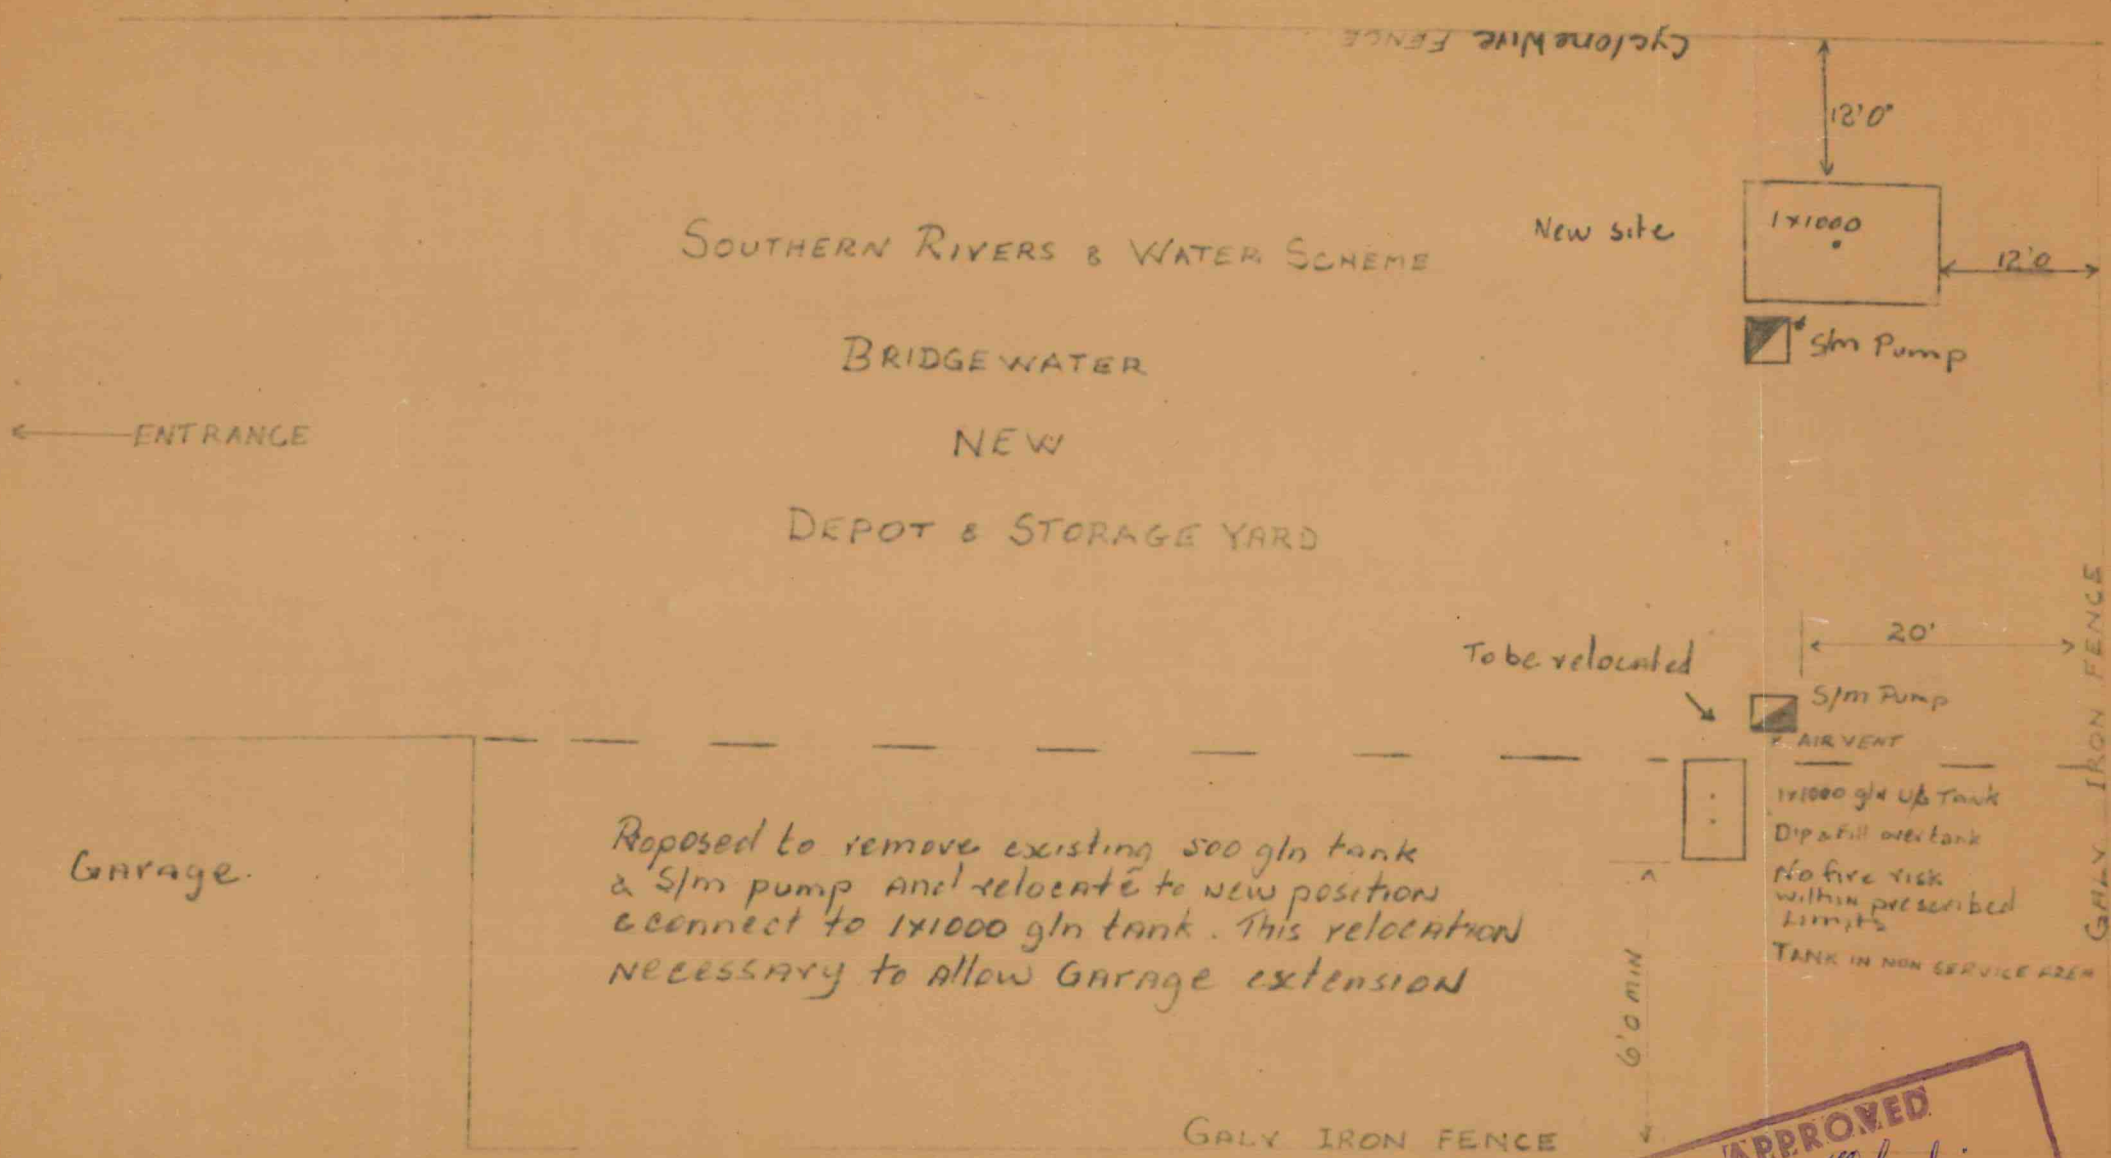 Cyclone Wire FENCE
12'0"
SOUTHERN RIVERS & WATER SCHEME
New site
1x1000
12'0
S/m Pump
BRIDGEWATER
← ENTRANCE
NEW
DEPOT & STORAGE YARD
To be relocated
20'
S/m Pump
AIR VENT
GALV IRON FENCE
1x1000 gln U/G TANK
Dip & Fill over tank
No fire risk
within prescribed
Limits
TANK IN NON SERVICE AREA
Garage.
Proposed to remove existing 500 gln tank
& S/m pump and relocate to new position
& connect to 1x1000 gln tank. This relocation
necessary to allow Garage extension
6'0 MIN
GALV IRON FENCE
APPROVED